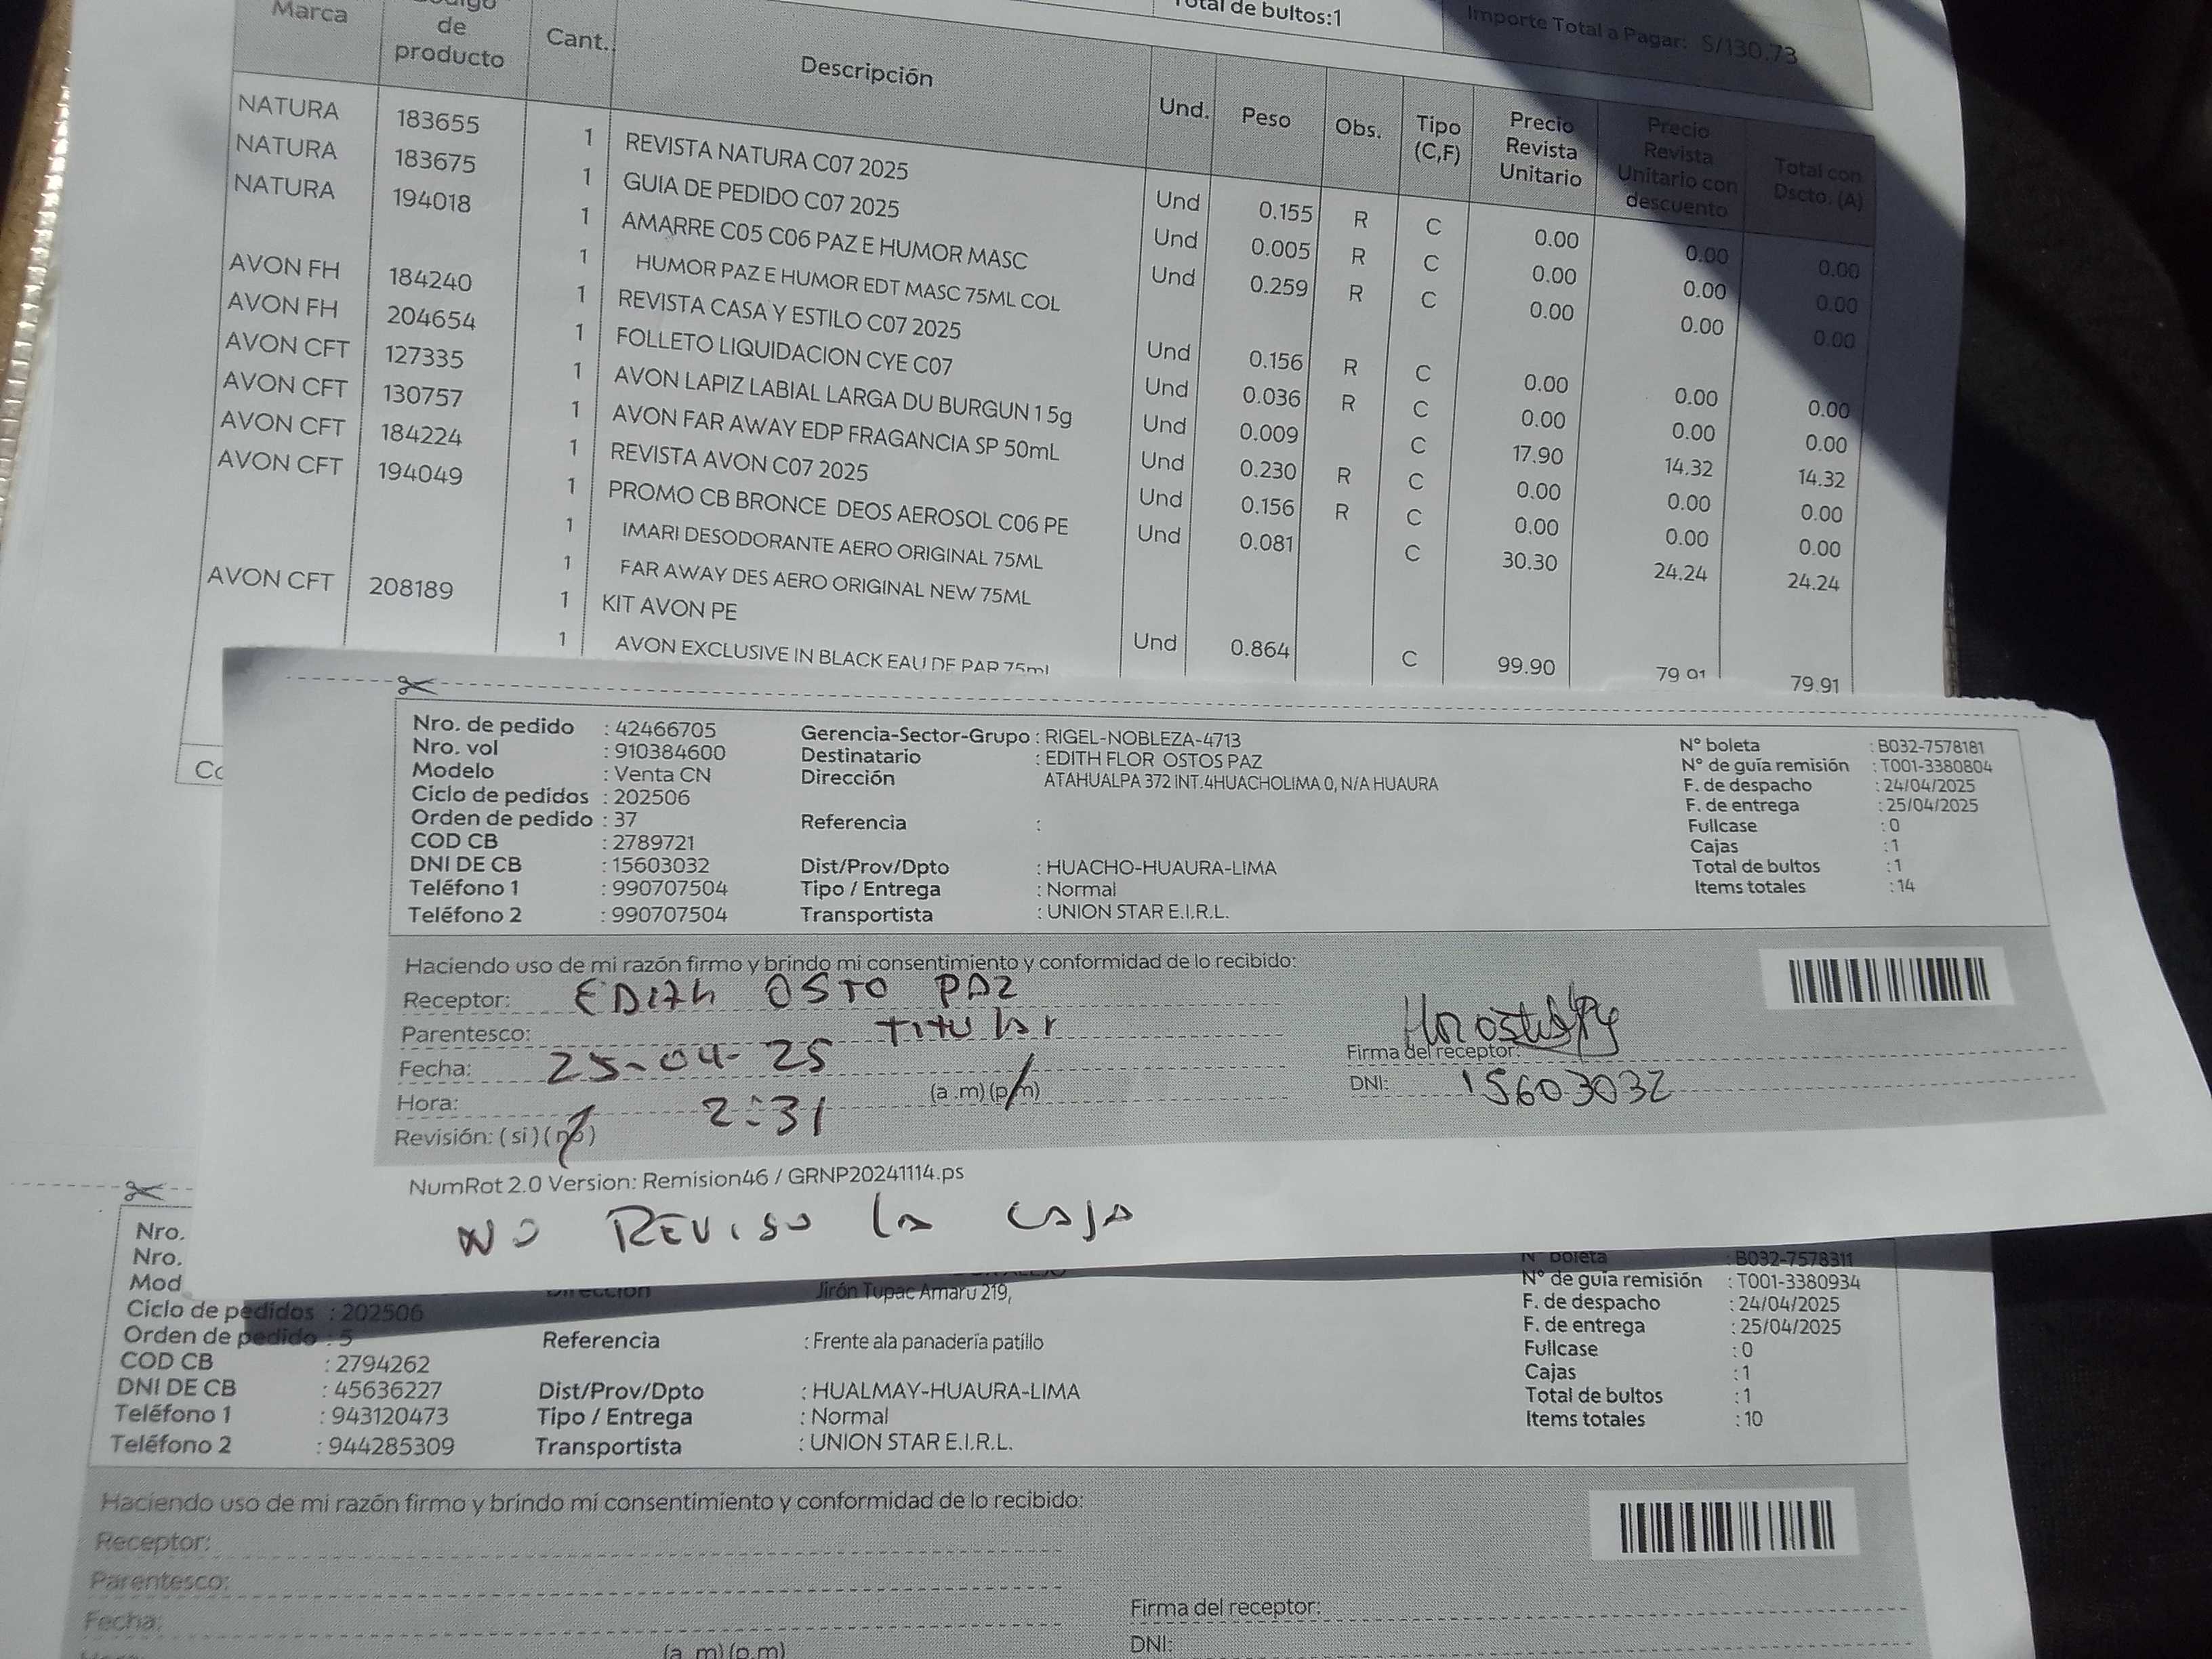 Total de bultos:1
Importe Total a Pagar: S/130.73
Marca
de producto
Cant.
Descripción
Und.
Peso
Obs.
Tipo (C,F)
Precio Revista Unitario
Precio Revista Unitario con descuento
Total con Dscto. (A)
NATURA 183655 1 REVISTA NATURA C07 2025 Und 0.155 R C 0.00 0.00 0.00
NATURA 183675 1 GUIA DE PEDIDO C07 2025 Und 0.005 R C 0.00 0.00 0.00
NATURA 194018 1 AMARRE C05 C06 PAZ E HUMOR MASC Und 0.259 R C 0.00 0.00 0.00
1 HUMOR PAZ E HUMOR EDT MASC 75ML COL
AVON FH 184240 1 REVISTA CASA Y ESTILO C07 2025 Und 0.156 R C 0.00 0.00 0.00
AVON FH 204654 1 FOLLETO LIQUIDACION CYE C07 Und 0.036 R C 0.00 0.00 0.00
AVON CFT 127335 1 AVON LAPIZ LABIAL LARGA DU BURGUN 1 5g Und 0.009 C 17.90 14.32 14.32
AVON CFT 130757 1 AVON FAR AWAY EDP FRAGANCIA SP 50mL Und 0.230 R C 0.00 0.00 0.00
AVON CFT 184224 1 REVISTA AVON C07 2025 Und 0.156 R C 0.00 0.00 0.00
AVON CFT 194049 1 PROMO CB BRONCE DEOS AEROSOL C06 PE Und 0.081 C 30.30 24.24 24.24
1 IMARI DESODORANTE AERO ORIGINAL 75ML
1 FAR AWAY DES AERO ORIGINAL NEW 75ML
AVON CFT 208189 1 KIT AVON PE Und 0.864 C 99.90 79.91 79.91
1 AVON EXCLUSIVE IN BLACK EAU DE PAR 75ml
Nro. de pedido : 42466705 Gerencia-Sector-Grupo : RIGEL-NOBLEZA-4713 N° boleta : B032-7578181
Nro. vol : 910384600 Destinatario : EDITH FLOR OSTOS PAZ N° de guía remisión : T001-3380804
Modelo : Venta CN Dirección ATAHUALPA 372 INT.4HUACHOLIMA 0, N/A HUAURA F. de despacho : 24/04/2025
Ciclo de pedidos : 202506 F. de entrega : 25/04/2025
Orden de pedido : 37 Referencia : Fullcase : 0
COD CB : 2789721 Cajas : 1
DNI DE CB : 15603032 Dist/Prov/Dpto : HUACHO-HUAURA-LIMA Total de bultos : 1
Teléfono 1 : 990707504 Tipo / Entrega : Normal Items totales : 14
Teléfono 2 : 990707504 Transportista : UNION STAR E.I.R.L.
Haciendo uso de mi razón firmo y brindo mi consentimiento y conformidad de lo recibido:
Receptor: EDITH OSTO PAZ
Parentesco: Titular
Fecha: 25-04-25 Firma del receptor:
Hora: 2:31 (a .m) (p/m) DNI: 15603032
Revisión: ( si ) ( no )
NumRot 2.0 Version: Remision46 / GRNP20241114.ps
NO REVISO la CAJA
Nro. N° boleta : B032-7578311
Nro. N° de guía remisión : T001-3380934
Mod Dirección Jirón Tupac Amaru 219, F. de despacho : 24/04/2025
Ciclo de pedidos : 202506 F. de entrega : 25/04/2025
Orden de pedido : 5 Referencia : Frente ala panadería patillo Fullcase : 0
COD CB : 2794262 Cajas : 1
DNI DE CB : 45636227 Dist/Prov/Dpto : HUALMAY-HUAURA-LIMA Total de bultos : 1
Teléfono 1 : 943120473 Tipo / Entrega : Normal Items totales : 10
Teléfono 2 : 944285309 Transportista : UNION STAR E.I.R.L.
Haciendo uso de mi razón firmo y brindo mi consentimiento y conformidad de lo recibido:
Receptor:
Parentesco:
Fecha: Firma del receptor:
(a .m) (p.m) DNI: